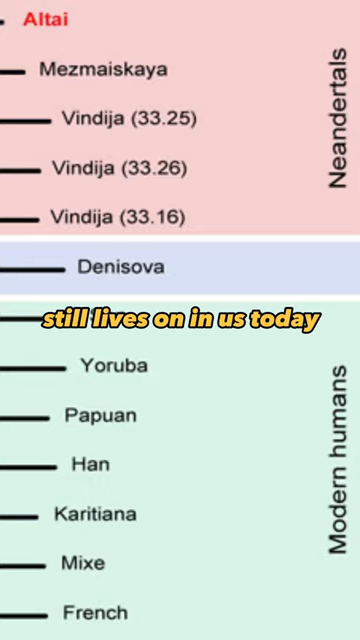 Altai
Mezmaiskaya
Vindija (33.25)
Vindija (33.26)
Vindija (33.16)
Neandertals
Denisova
still lives on in us today
Yoruba
Papuan
Han
Karitiana
Mixe
French
Modern humans